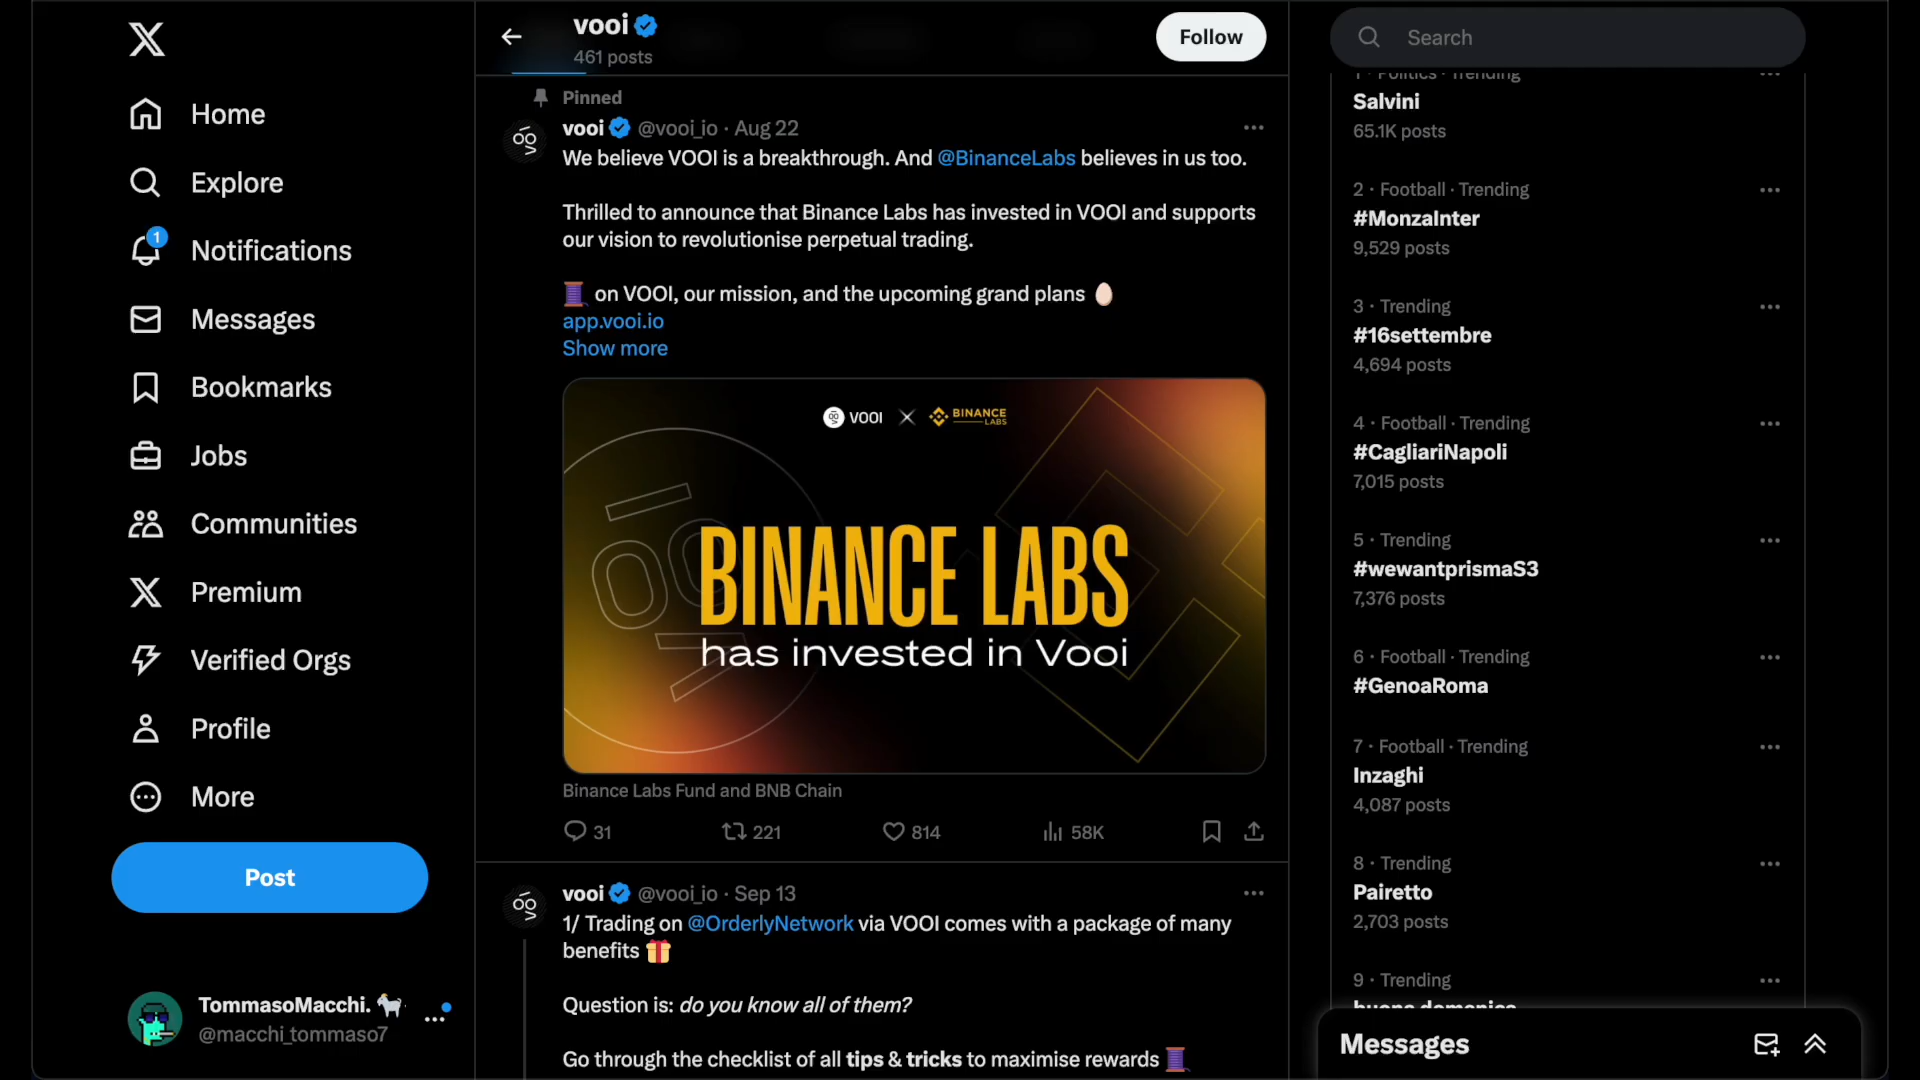 Home
Explore
1
Notifications
Messages
Bookmarks
Jobs
Communities
Premium
Verified Orgs
Profile
More
Post
TommasoMacchi.
@macchi_tommaso7
vooi
461 posts
Follow
Pinned
vooi @vooi_io · Aug 22
We believe VOOI is a breakthrough. And @BinanceLabs believes in us too.
Thrilled to announce that Binance Labs has invested in VOOI and supports
our vision to revolutionise perpetual trading.
🧵 on VOOI, our mission, and the upcoming grand plans 🥚
app.vooi.io
Show more
VOOI BINANCE
LABS
BINANCE LABS
has invested in Vooi
Binance Labs Fund and BNB Chain
31 221 814 58K
vooi @vooi_io · Sep 13
1/ Trading on @OrderlyNetwork via VOOI comes with a package of many
benefits 🎁
Question is: do you know all of them?
Go through the checklist of all tips & tricks to maximise rewards 🧵
Search
1 · Politics · Trending
Salvini
65.1K posts
2 · Football · Trending
#MonzaInter
9,529 posts
3 · Trending
#16settembre
4,694 posts
4 · Football · Trending
#CagliariNapoli
7,015 posts
5 · Trending
#wewantprismaS3
7,376 posts
6 · Football · Trending
#GenoaRoma
7 · Football · Trending
Inzaghi
4,087 posts
8 · Trending
Pairetto
2,703 posts
9 · Trending
buona domenica
Messages